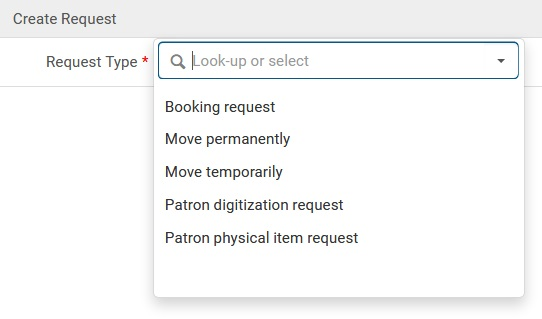 Create Request
Request Type * Look-up or select
Booking request
Move permanently
Move temporarily
Patron digitization request
Patron physical item request